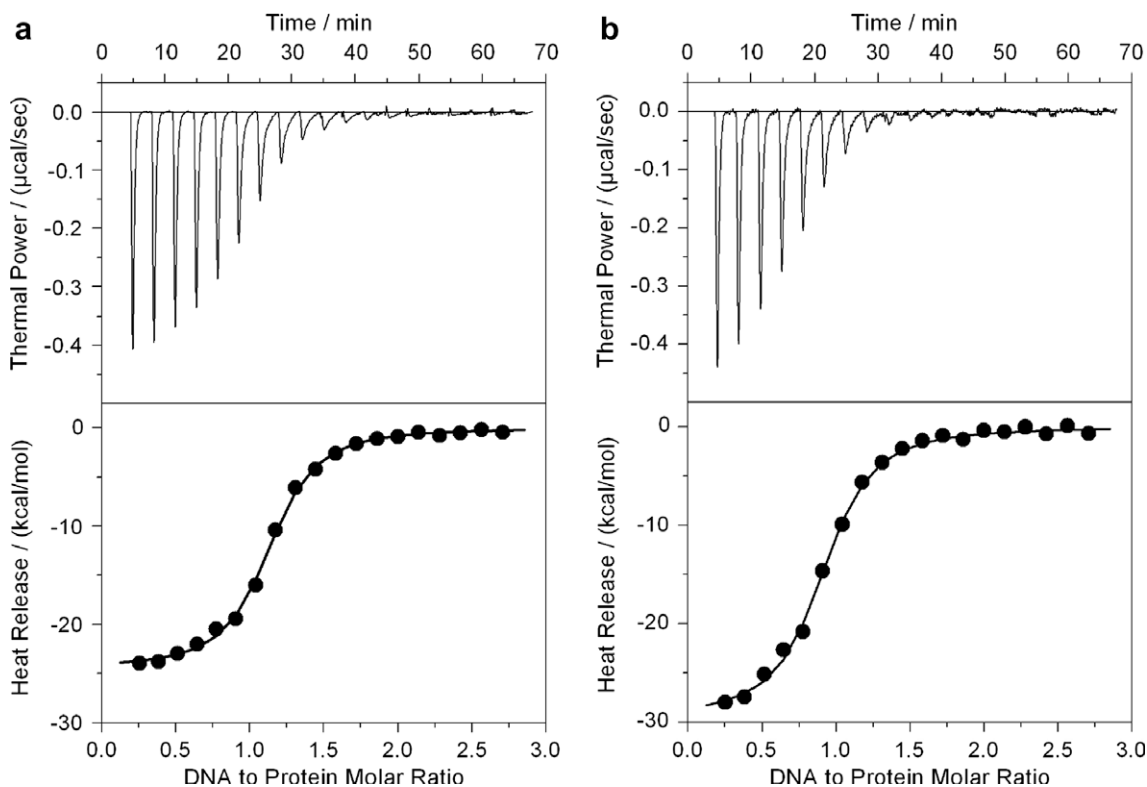 a
Time / min
0 10 20 30 40 50 60 70
Thermal Power / (µcal/sec)
0.0
-0.1
-0.2
-0.3
-0.4
Heat Release / (kcal/mol)
0
-10
-20
-30
0.0 0.5 1.0 1.5 2.0 2.5 3.0
DNA to Protein Molar Ratio
b
Time / min
0 10 20 30 40 50 60 70
Thermal Power / (µcal/sec)
0.0
-0.1
-0.2
-0.3
-0.4
Heat Release / (kcal/mol)
0
-10
-20
-30
0.0 0.5 1.0 1.5 2.0 2.5 3.0
DNA to Protein Molar Ratio